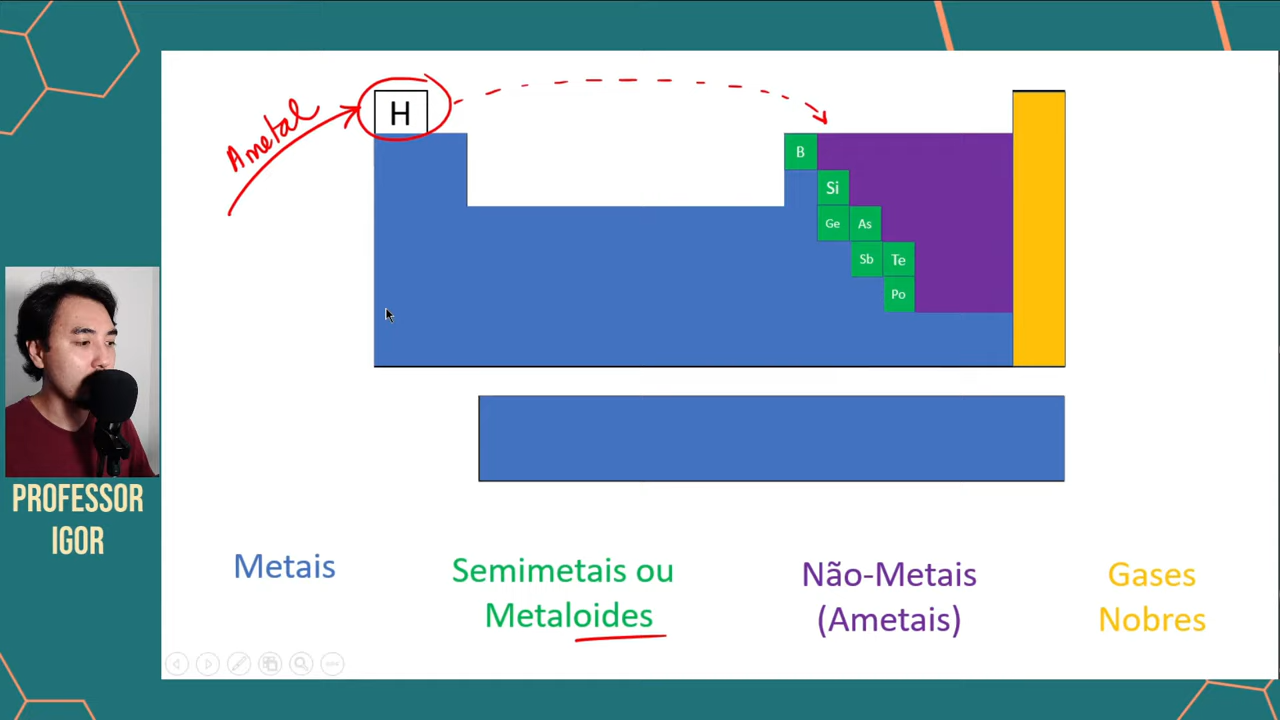 Ametal
H
B
Si
Ge As
Sb Te
Po
PROFESSOR
IGOR
Metais
Semimetais ou
Metaloides
Não-Metais
(Ametais)
Gases
Nobres